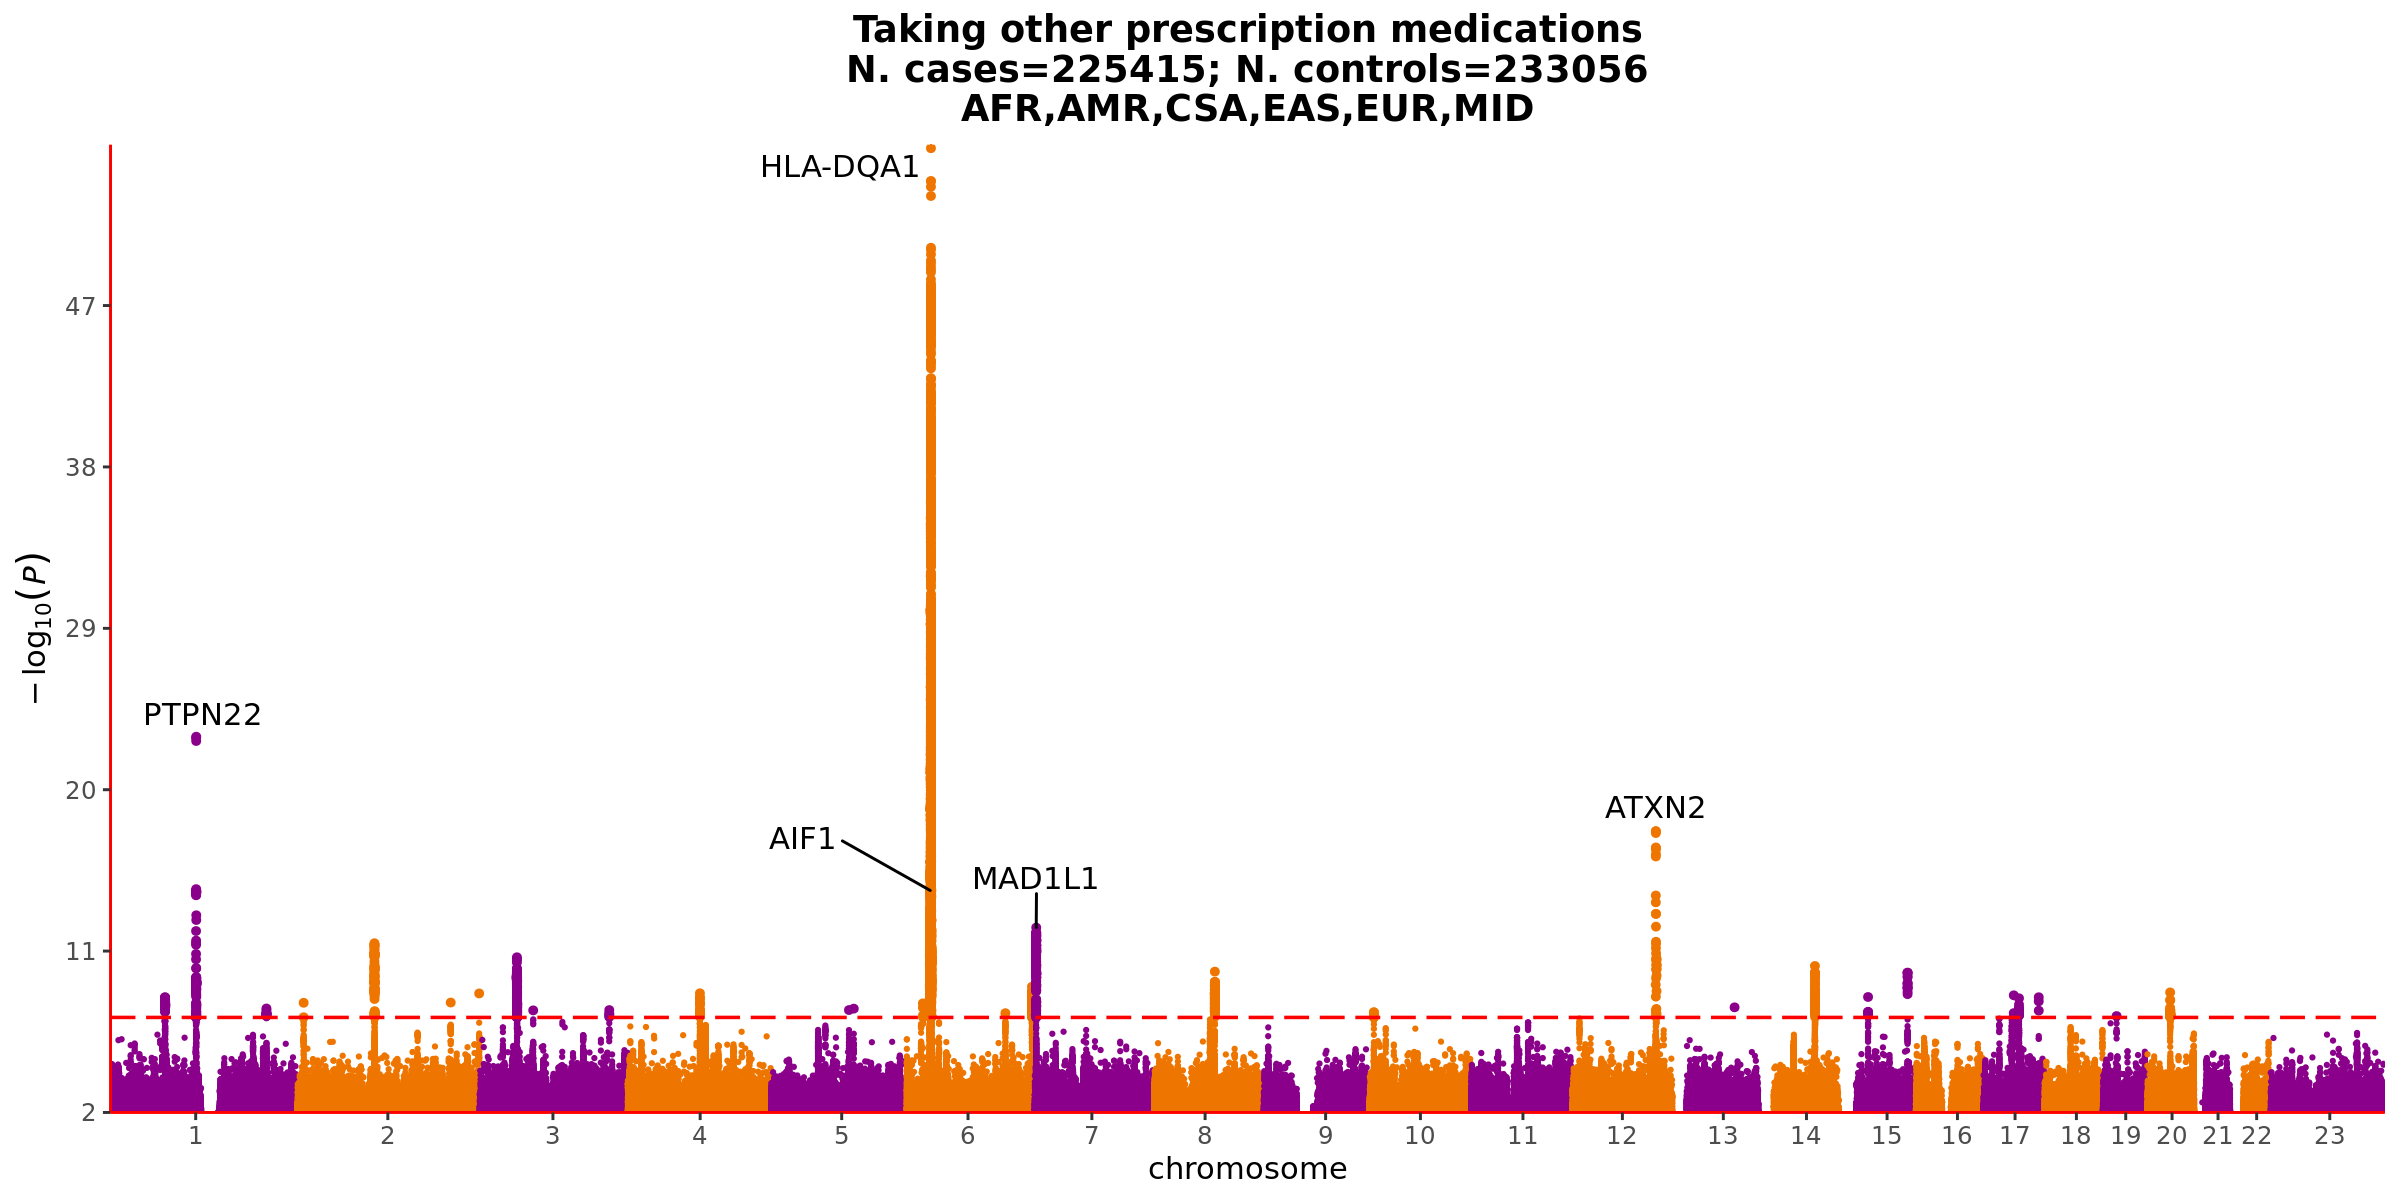 Taking other prescription medications
N. cases=225415; N. controls=233056
AFR,AMR,CSA,EAS,EUR,MID
HLA-DQA1
47
38
29
−log10(P)
PTPN22
20
ATXN2
AIF1
MAD1L1
11
2
1 2 3 4 5 6 7 8 9 10 11 12 13 14 15 16 17 18 19 20 21 22 23
chromosome